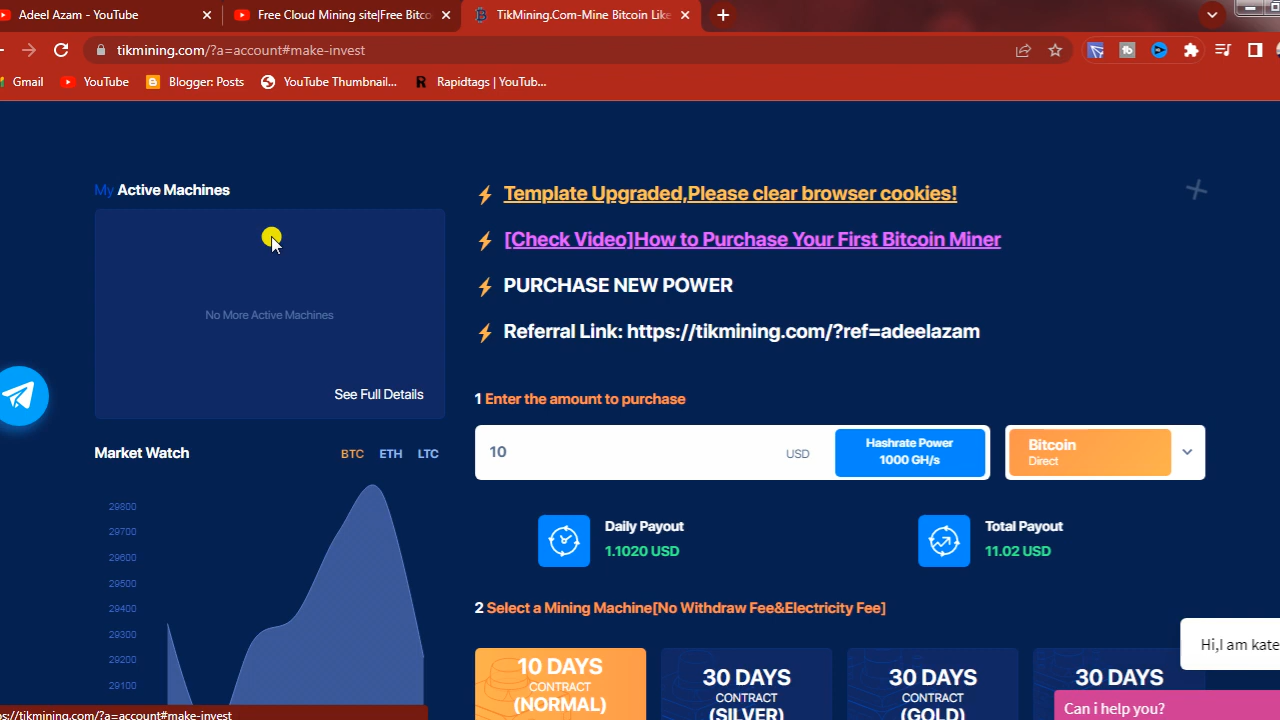 Adeel Azam - YouTube
Free Cloud Mining site|Free Bitco
TikMining.Com-Mine Bitcoin Like
tikmining.com/?a=account#make-invest
Gmail
YouTube
Blogger: Posts
YouTube Thumbnail...
Rapidtags | YouTub...
My Active Machines
No More Active Machines
See Full Details
Market Watch
BTC
ETH
LTC
29800
29700
29600
29500
29400
29300
29200
29100
Template Upgraded,Please clear browser cookies!
[Check Video]How to Purchase Your First Bitcoin Miner
PURCHASE NEW POWER
Referral Link: https://tikmining.com/?ref=adeelazam
1 Enter the amount to purchase
10
USD
Hashrate Power
1000 GH/s
Bitcoin
Direct
Daily Payout
1.1020 USD
Total Payout
11.02 USD
2 Select a Mining Machine[No Withdraw Fee&Electricity Fee]
10 DAYS
CONTRACT
(NORMAL)
30 DAYS
CONTRACT
(SILVER)
30 DAYS
CONTRACT
(GOLD)
30 DAYS
Hi,I am kate
Can i help you?
ps://tikmining.com/?a=account#make-invest